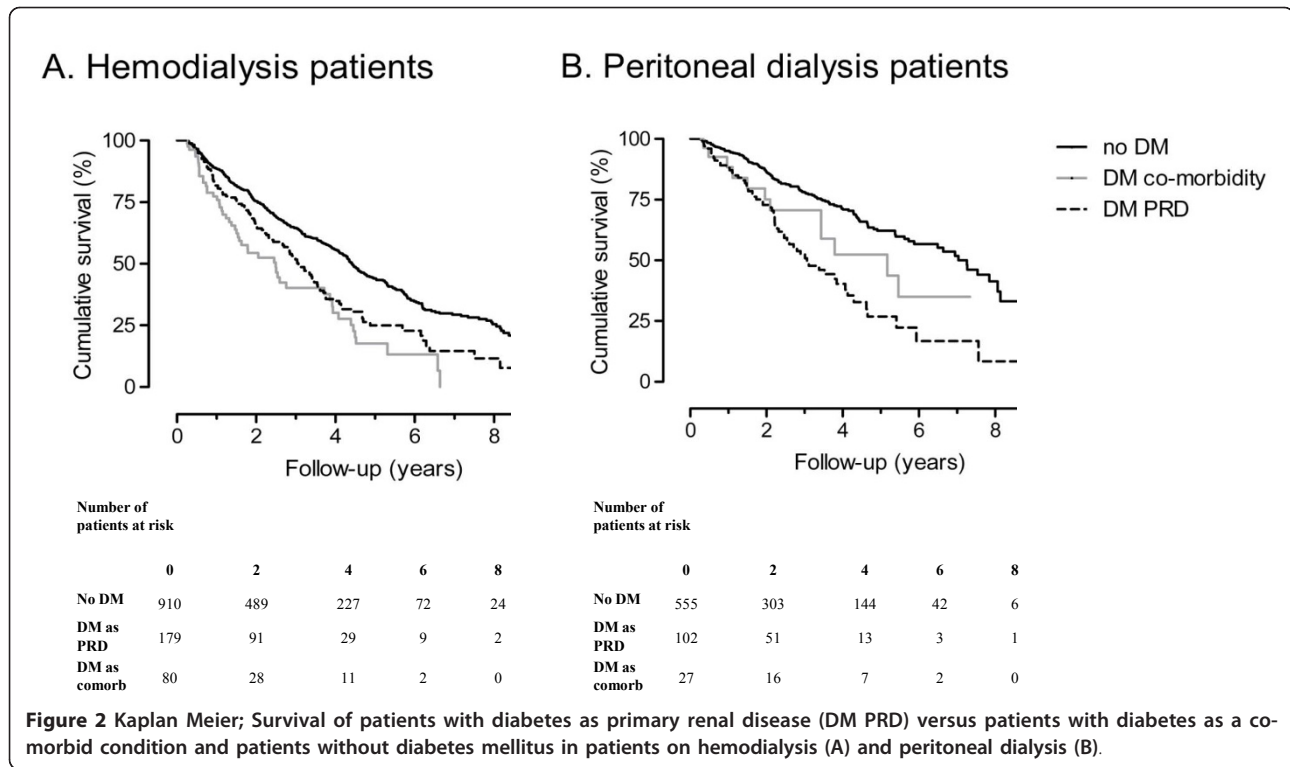 A. Hemodialysis patients
Cumulative survival (%)
100
75
50
25
0
0 2 4 6 8
Follow-up (years)
Number of
patients at risk
0 2 4 6 8
No DM 910 489 227 72 24
DM as
PRD 179 91 29 9 2
DM as
comorb 80 28 11 2 0
B. Peritoneal dialysis patients
Cumulative survival (%)
100
75
50
25
0
0 2 4 6 8
Follow-up (years)
no DM
DM co-morbidity
DM PRD
Number of
patients at risk
0 2 4 6 8
No DM 555 303 144 42 6
DM as
PRD 102 51 13 3 1
DM as
comorb 27 16 7 2 0
Figure 2 Kaplan Meier; Survival of patients with diabetes as primary renal disease (DM PRD) versus patients with diabetes as a co-
morbid condition and patients without diabetes mellitus in patients on hemodialysis (A) and peritoneal dialysis (B).